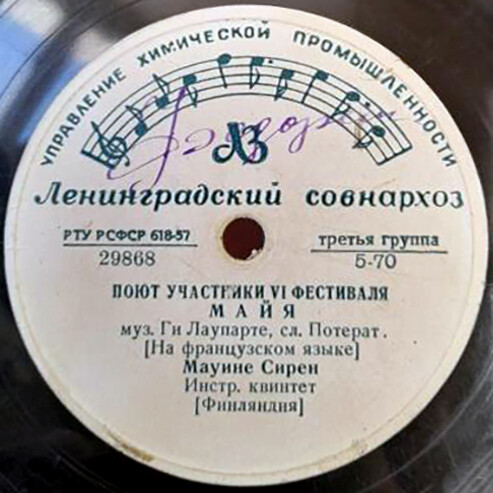 УПРАВЛЕНИЕ ХИМИЧЕСКОЙ ПРОМЫШЛЕННОСТИ
ЛЗ
Ленинградский совнархоз
РТУ РСФСР 618-57
29868
третья группа
5-70
ПОЮТ УЧАСТНИКИ VI ФЕСТИВАЛЯ
МАЙЯ
муз. Ги Лаупарте, сл. Потерат.
[На французском языке]
Мауине Сирен
Инстр. квинтет
[Финляндия]